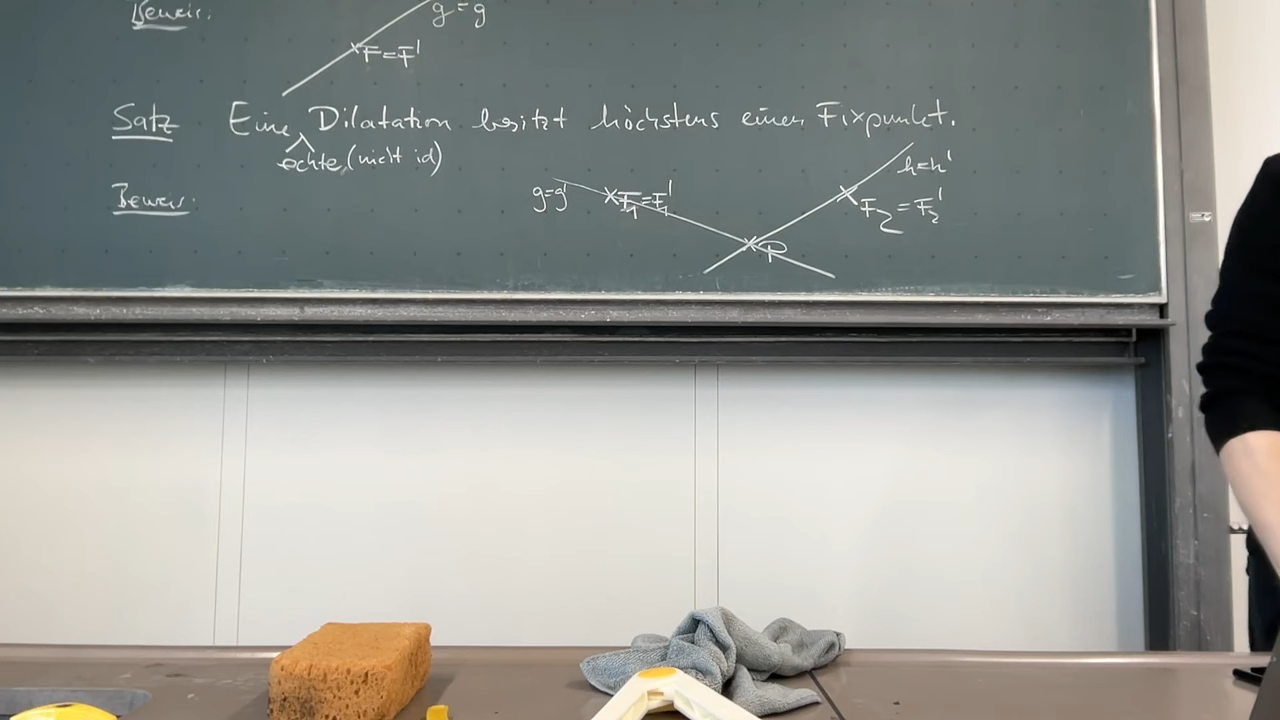 Beweis:
g = g
F = F'
Satz Eine Dilatation besitzt höchstens einen Fixpunkt.
echte (nicht id)
Beweis:
g=g' F₁=F₁' h=h'
F₂=F₂'
P